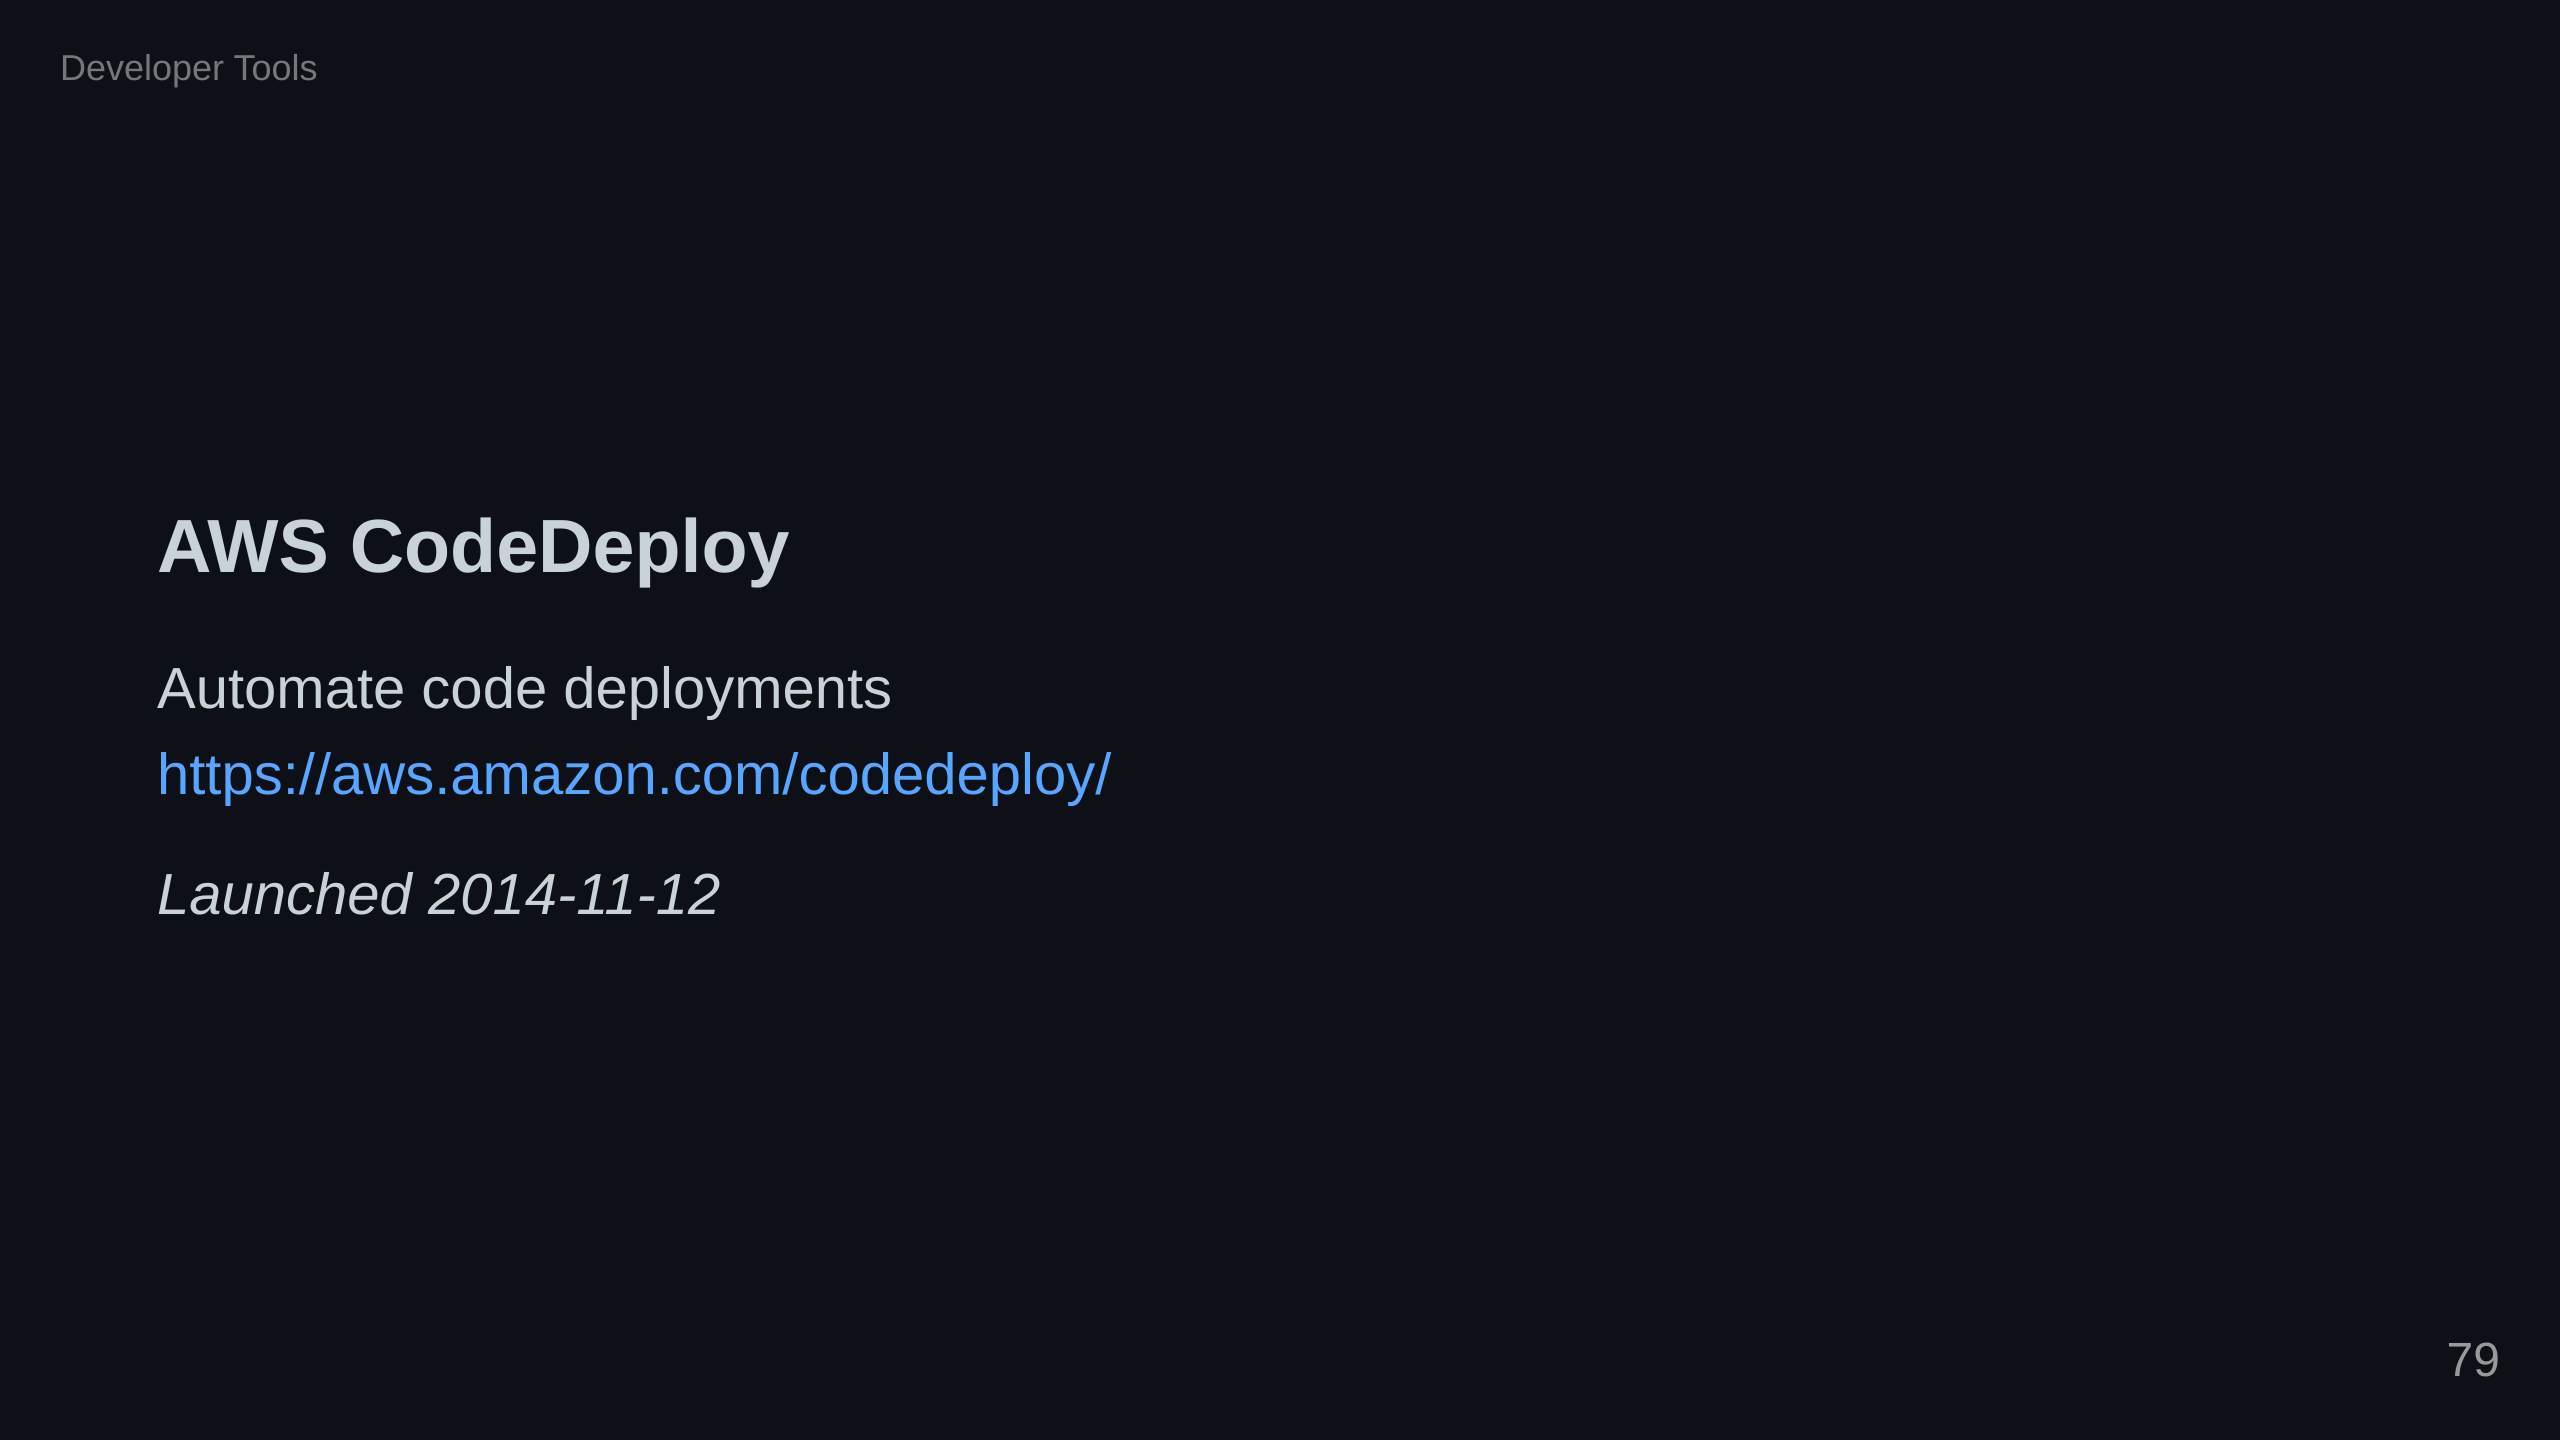 Developer Tools
AWS CodeDeploy
Automate code deployments
https://aws.amazon.com/codedeploy/
Launched 2014-11-12
79